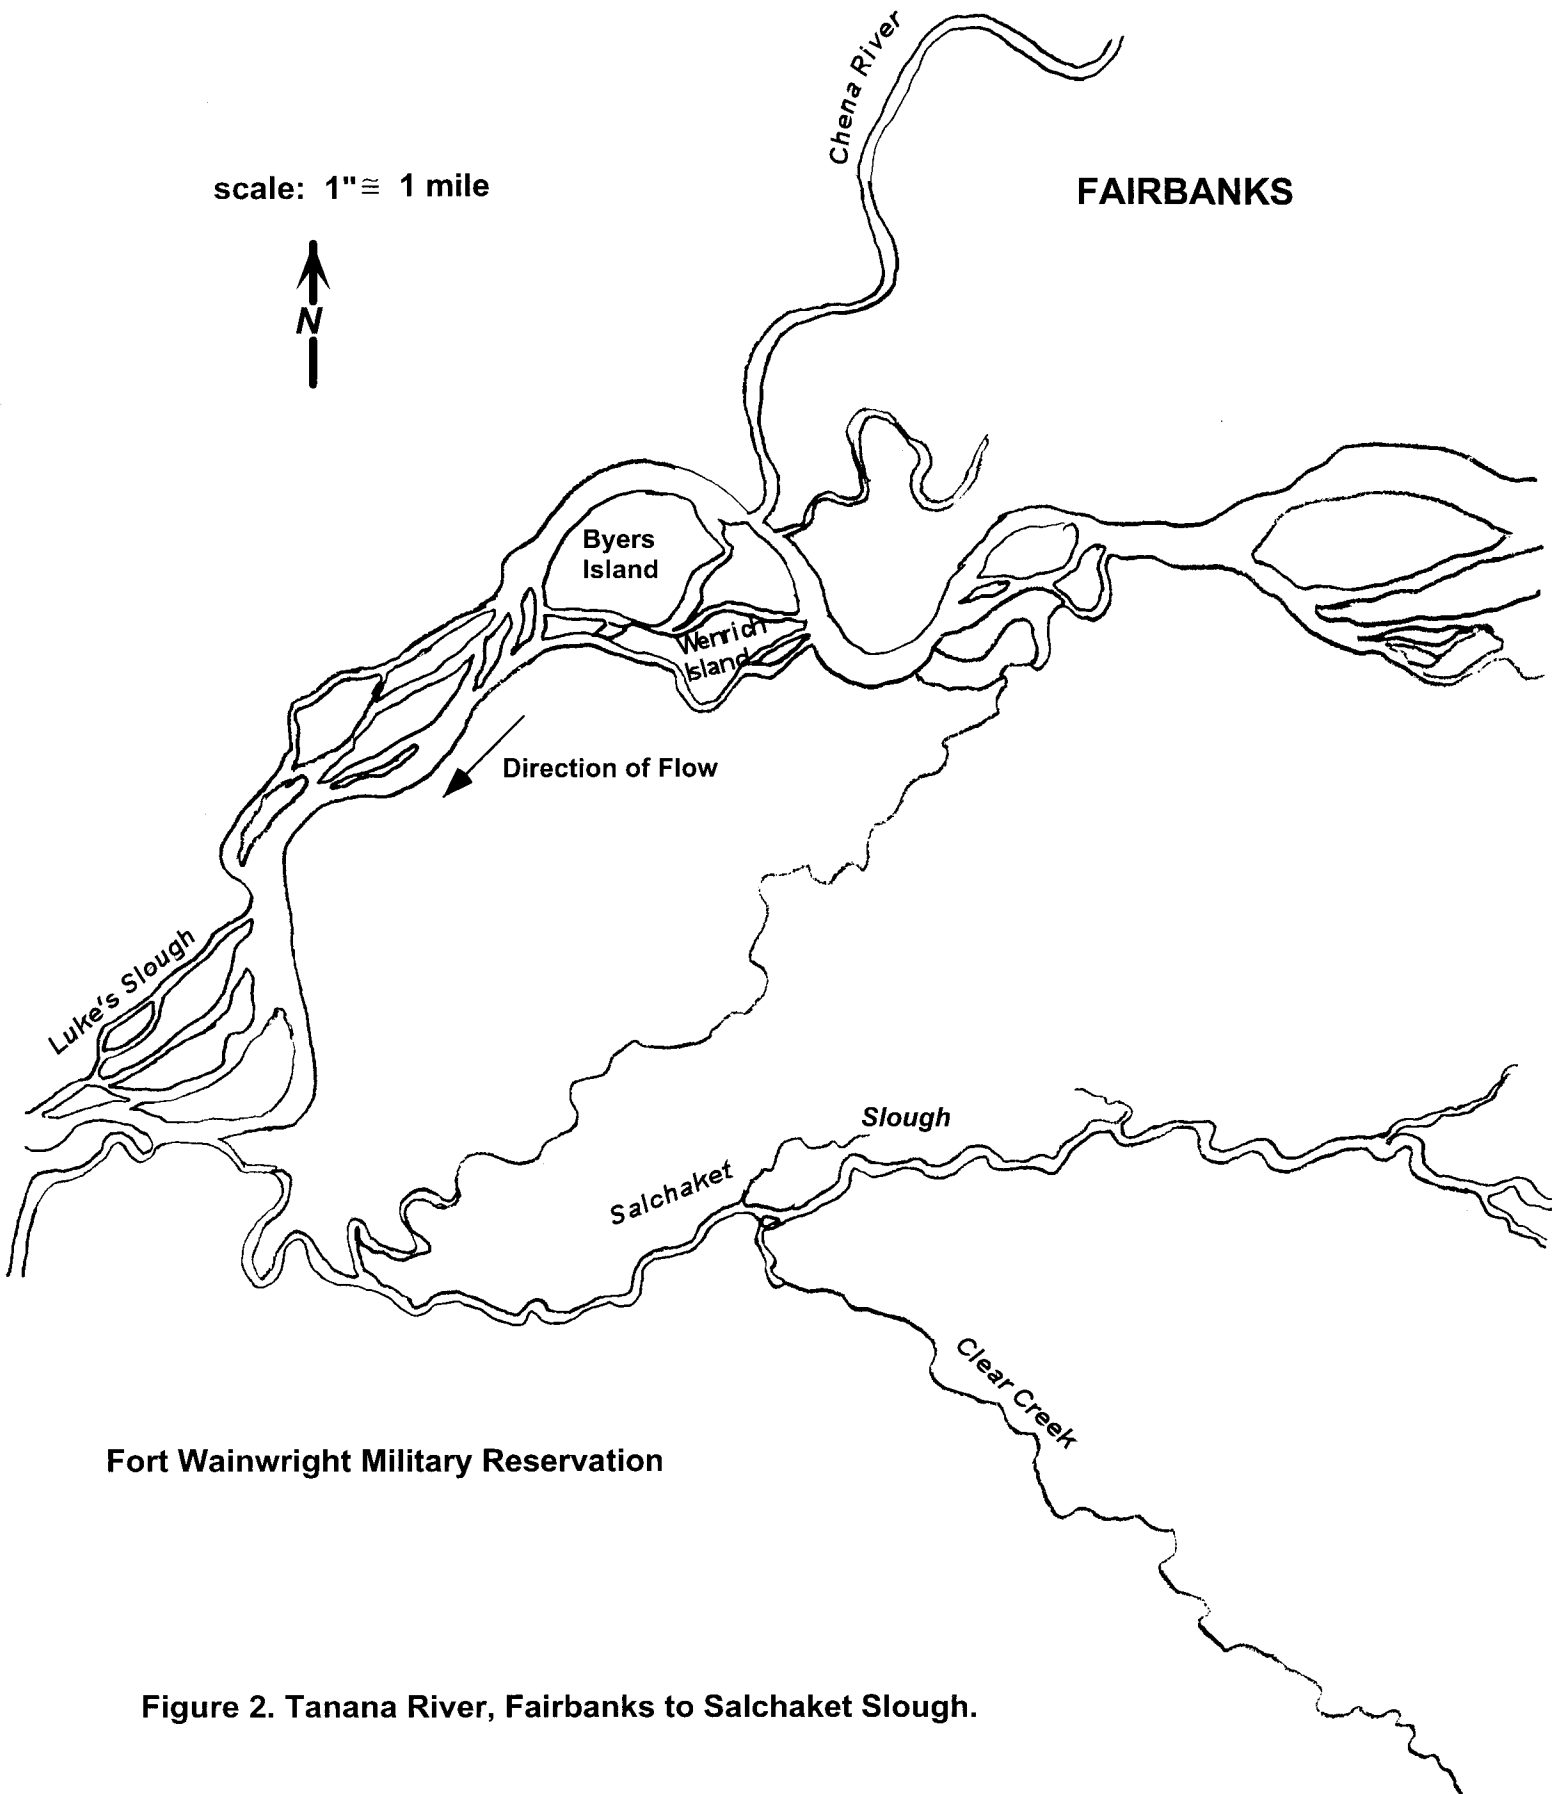 Chena River
scale: 1"≅ 1 mile
FAIRBANKS
N
Byers
Island
Wenrich
Island
Direction of Flow
Luke's Slough
Slough
Salchaket
Clear Creek
Fort Wainwright Military Reservation
Figure 2. Tanana River, Fairbanks to Salchaket Slough.